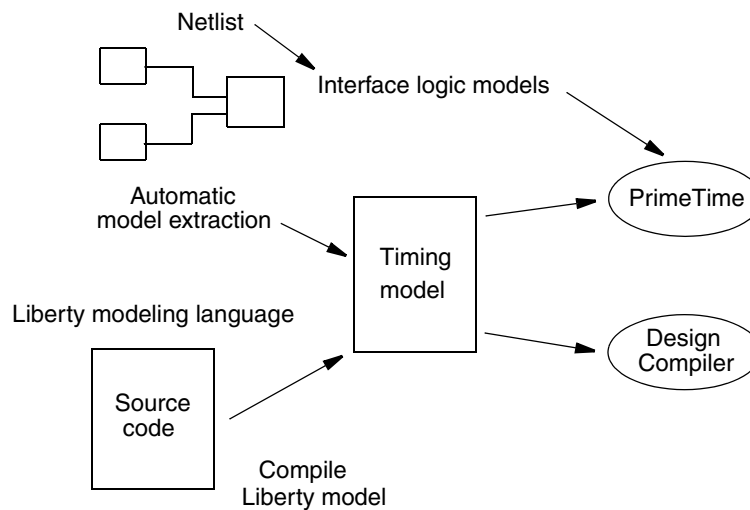 Netlist
Interface logic models
Automatic
model extraction
PrimeTime
Timing
model
Liberty modeling language
Design
Compiler
Source
code
Compile
Liberty model